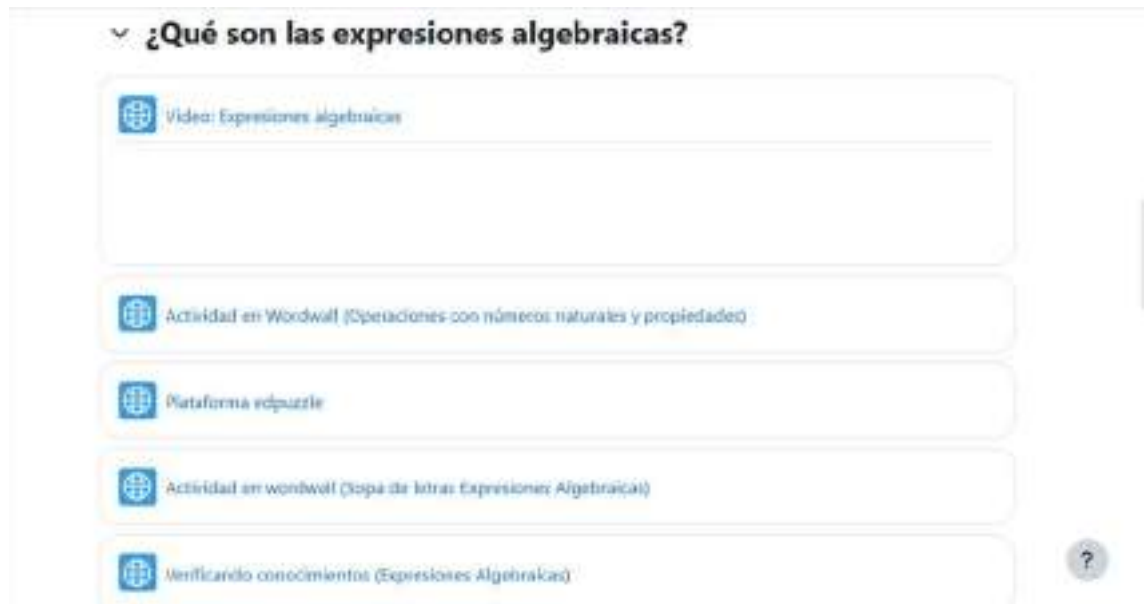 ¿Qué son las expresiones algebraicas?
Video: Expresiones algebraicas
Actividad en Wordwall (Operaciones con números naturales y propiedades)
Plataforma edpuzzle
Actividad en wordwall (Sopa de letras Expresiones Algebraicas)
Verificando conocimientos (Expresiones Algebraicas)
?